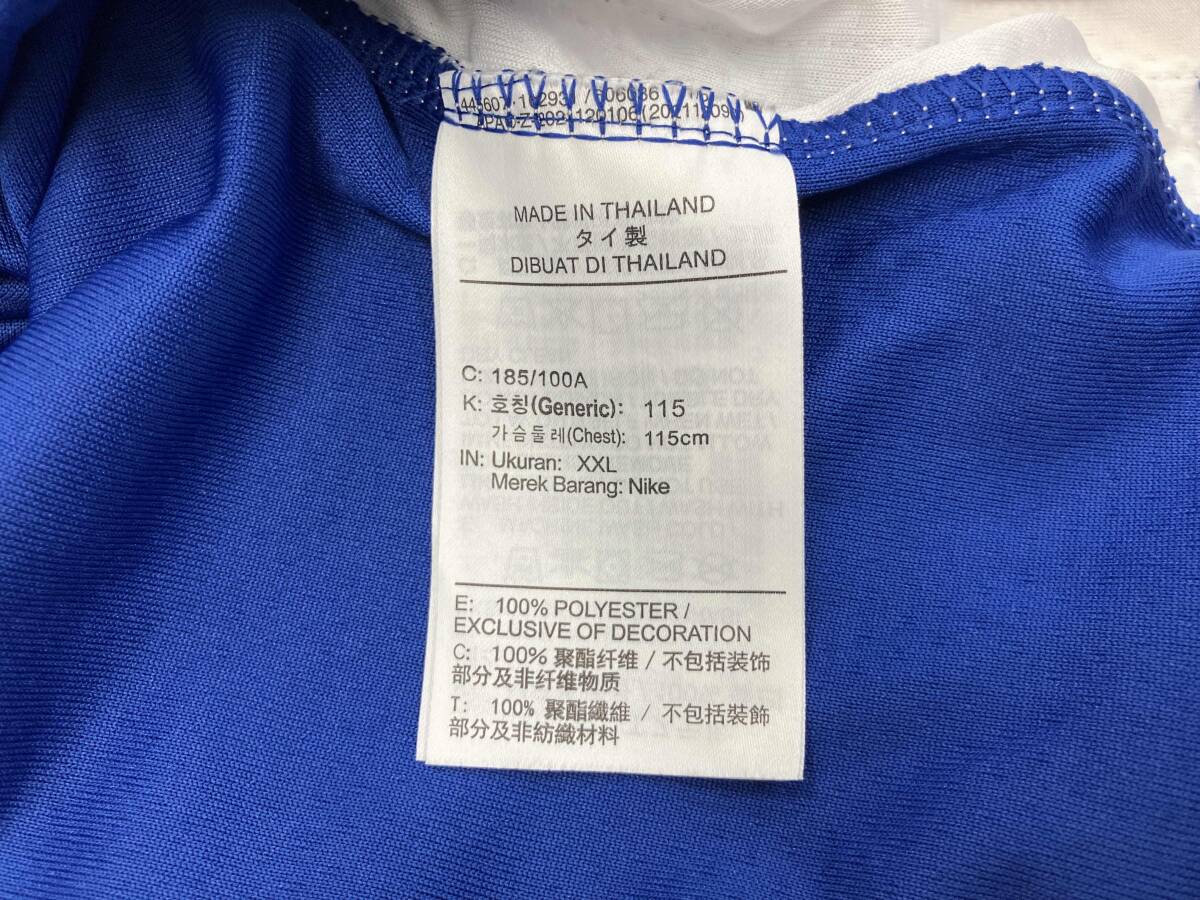 MADE IN THAILAND
タイ製
DIBUAT DI THAILAND
C: 185/100A
K: 호칭(Generic): 115
가슴둘레(Chest): 115cm
IN: Ukuran: XXL
Merek Barang: Nike
E: 100% POLYESTER /
EXCLUSIVE OF DECORATION
C: 100% 聚酯纤维 / 不包括装饰
部分及非纤维物质
T: 100% 聚酯纖維 / 不包括裝飾
部分及非紡織材料